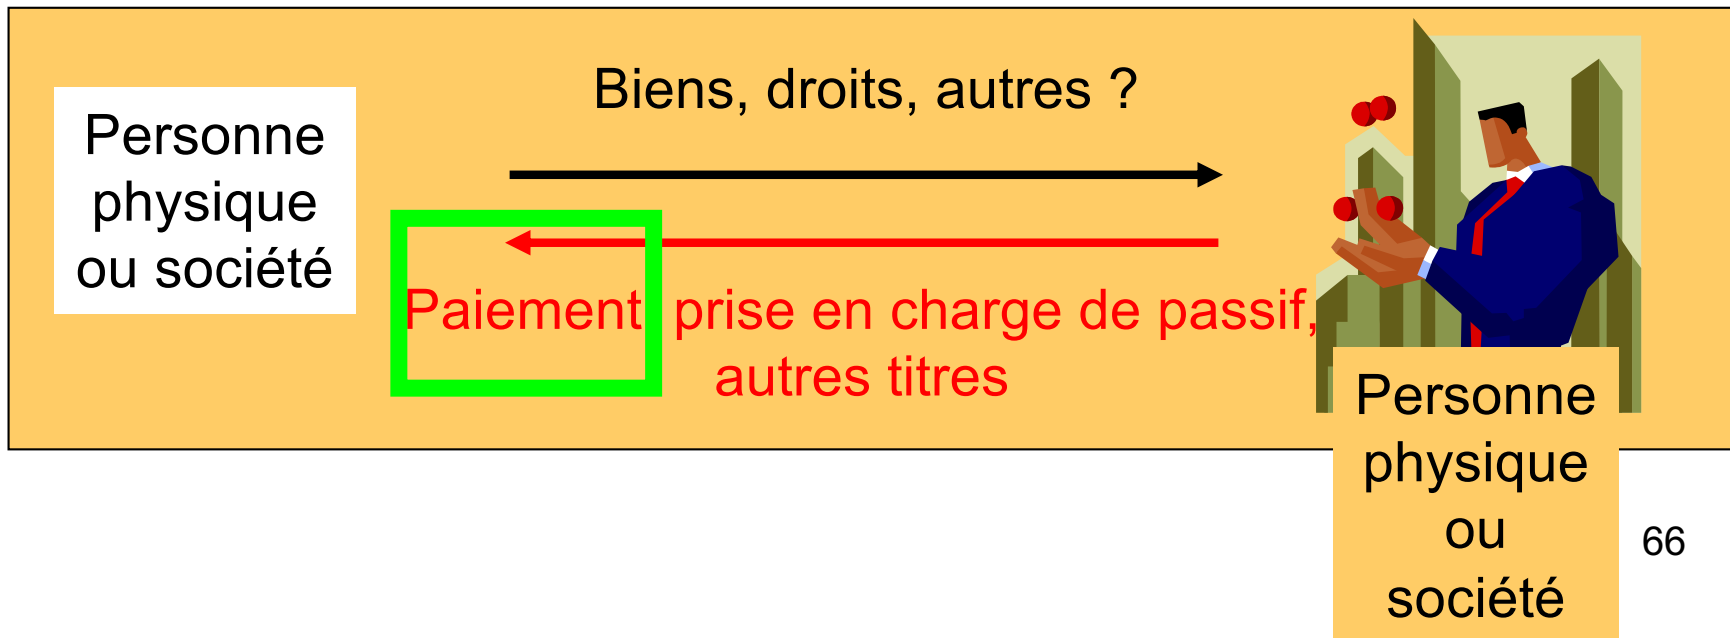 Biens, droits, autres ?
Personne
physique
ou société
Paiement, prise en charge de passif,
autres titres
Personne
physique
ou
société
66